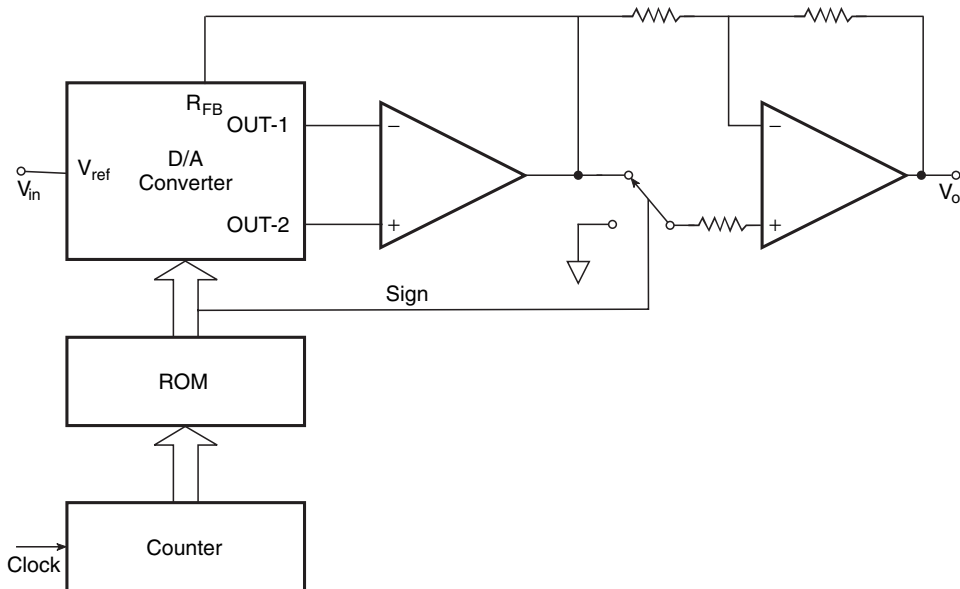 R_FB
OUT-1
−
−
D/A
Converter
V_ref
V_in
V_o
OUT-2
+
+
Sign
ROM
Counter
Clock